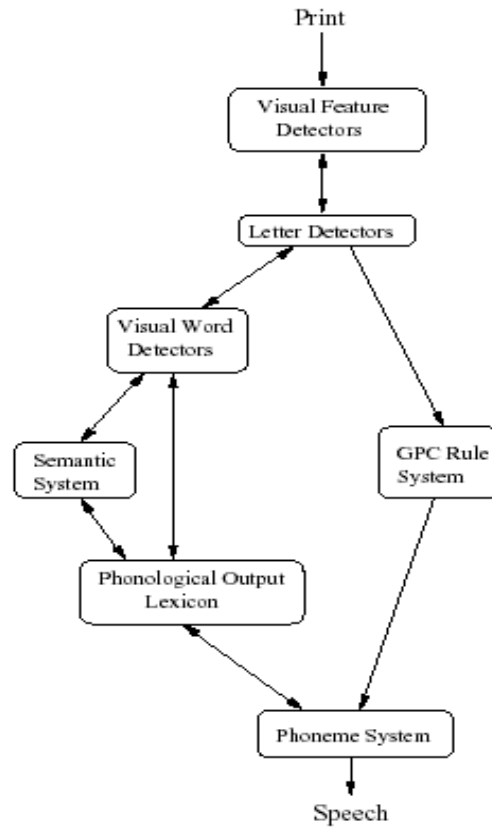 Print
Visual Feature
Detectors
Letter Detectors
Visual Word
Detectors
Semantic
System
GPC Rule
System
Phonological Output
Lexicon
Phoneme System
Speech